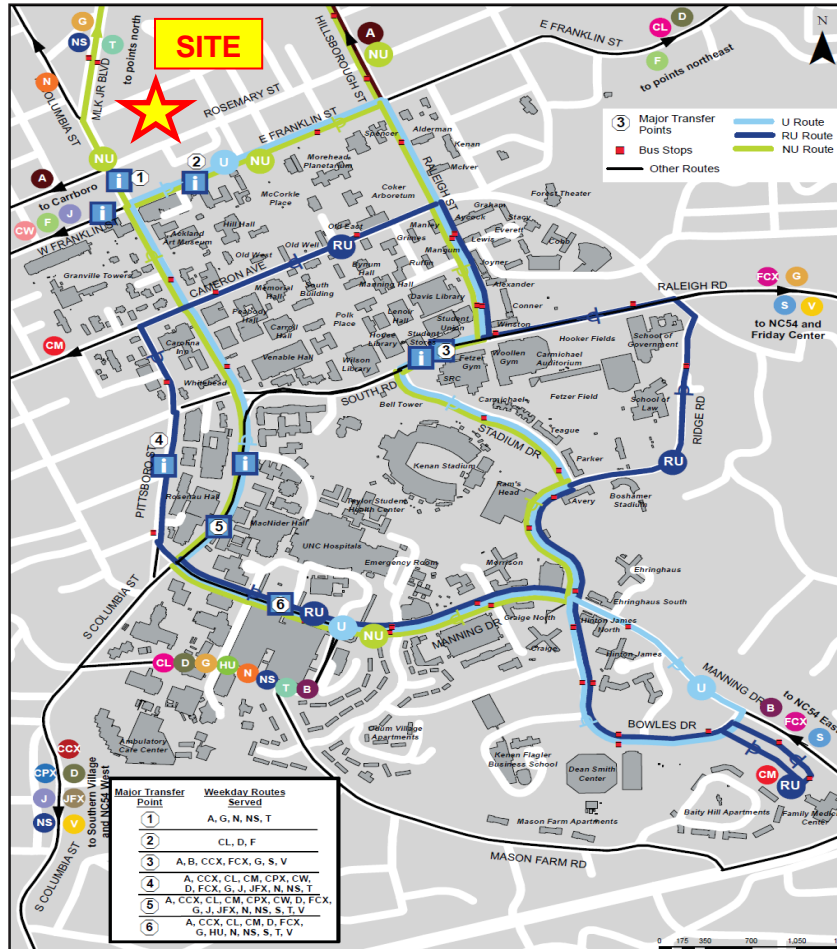 SITE
G
NS
T
N
to points north
MLK JR BLVD
N COLUMBIA ST
HILLSBOROUGH ST
A
NU
E FRANKLIN ST
CL
D
F
to points northeast
N
ROSEMARY ST
E FRANKLIN ST
3 Major Transfer Points
Bus Stops
Other Routes
U Route
RU Route
NU Route
NU
1
2
U
NU
A
to Carrboro
CW
F
J
W FRANKLIN ST
Spencer
Alderman
Kenan
McIver
Morehead Planetarium
McCorkle Place
Coker Arboretum
RALEIGH ST
Forest Theater
Graham
Aycock
Stacy
Everett
Lewis
Cobb
Manley
Grimes
Mangum
Ruffin
Joyner
Ackland Art Museum
Hill Hall
Old East
Old West
Old Well
RU
Granville Towers
CAMERON AVE
Memorial Hall
South Building
Bynum Hall
Manning Hall
Davis Library
Alexander
Conner
Winston
FCX
G
RALEIGH RD
S
V
to NC54 and Friday Center
Peabody Hall
Carroll Hall
Polk Place
Lenoir Hall
House Library
Student Stores
Student Union
3
Hooker Fields
School of Government
CM
Carolina Inn
Venable Hall
Wilson Library
Fetzer Gym
Woollen Gym
Carmichael Auditorium
Whitehead
SOUTH RD
SRC
Fetzer Field
Bell Tower
Carmichael
School of Law
RIDGE RD
Teague
STADIUM DR
Parker
4
PITTSBORO ST
Kenan Stadium
RU
Rosenau Hall
Ram's Head
Avery
Boshamer Stadium
Taylor Student Health Center
MacNider Hall
5
UNC Hospitals
Emergency Room
Morrison
Ehringhaus
Ehringhaus South
S COLUMBIA ST
6
RU
U
NU
MANNING DR
Craige North
Hinton James North
Craige
Hinton James
CL
D
G
HU
N
NS
T
B
U
MANNING DR
to NC54 East
B
FCX
S
BOWLES DR
Odum Village Apartments
CCX
CPX
D
J
JFX
NS
V
to Southern Village and NC54 West
Ambulatory Care Center
Kenen Flagler Business School
Dean Smith Center
CM
RU
Baity Hill Apartments
Family Medicine Center
Mason Farm Apartments
MASON FARM RD
S COLUMBIA ST
Major Transfer Point Weekday Routes Served
1 A, G, N, NS, T
2 CL, D, F
3 A, B, CCX, FCX, G, S, V
4 A, CCX, CL, CM, CPX, CW,
D, FCX, G, J, JFX, N, NS, T
5 A, CCX, CL, CM, CPX, CW, D, FCX,
G, J, JFX, N, NS, S, T, V
6 A, CCX, CL, CM, D, FCX,
G, HU, N, NS, S, T, V
0 175 350 700 1,050